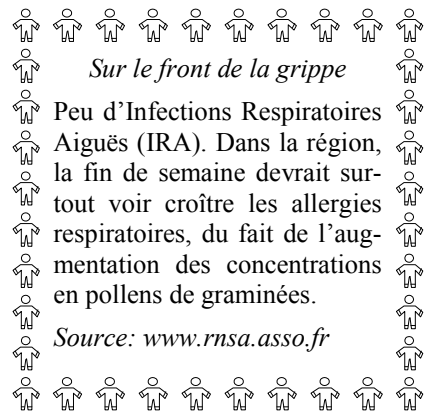 Sur le front de la grippe
Peu d’Infections Respiratoires
Aiguës (IRA). Dans la région,
la fin de semaine devrait sur-
tout voir croître les allergies
respiratoires, du fait de l’aug-
mentation des concentrations
en pollens de graminées.
Source: www.rnsa.asso.fr